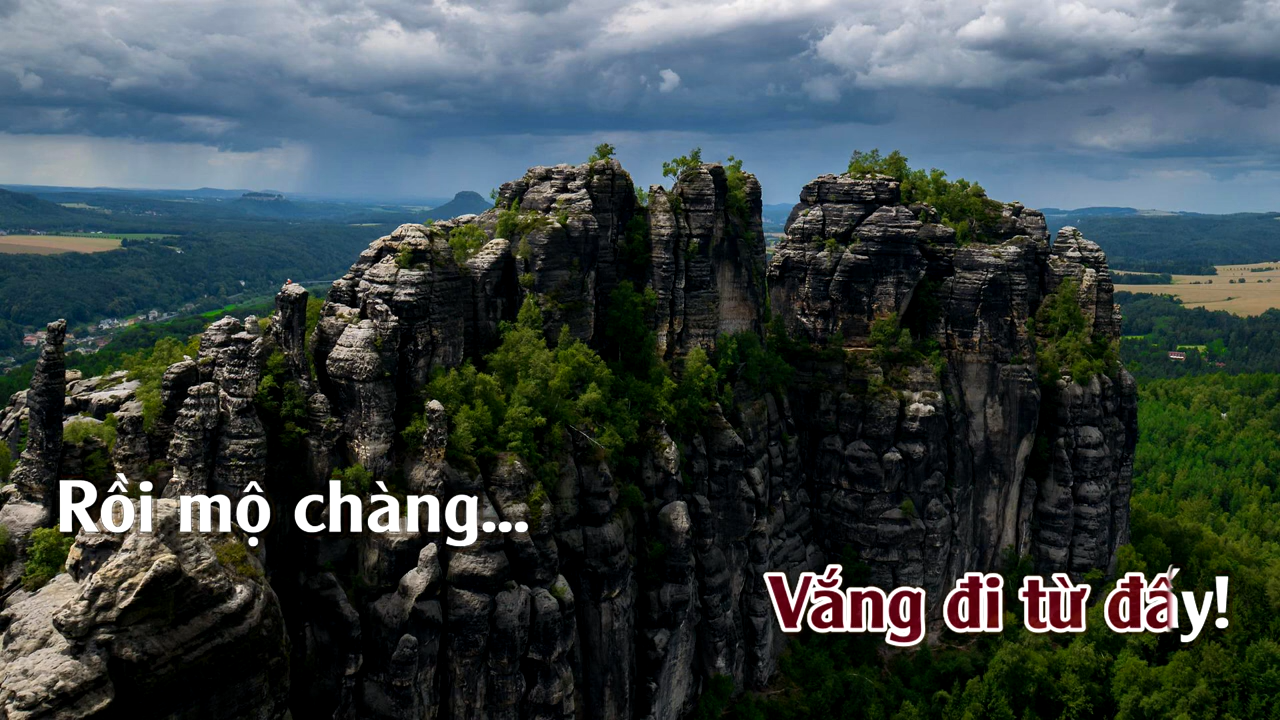 Rồi mộ chàng...
Vắng đi từ đấy!